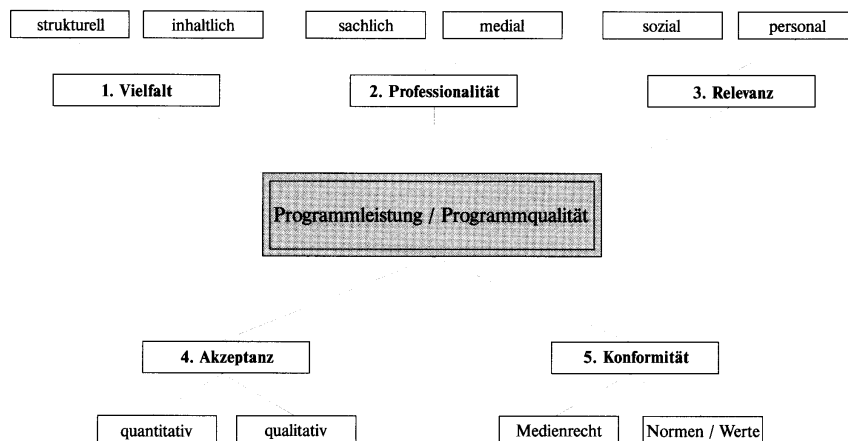 strukturell inhaltlich sachlich medial sozial personal
1. Vielfalt 2. Professionalität 3. Relevanz
Programmleistung / Programmqualität
4. Akzeptanz 5. Konformität
quantitativ qualitativ Medienrecht Normen / Werte